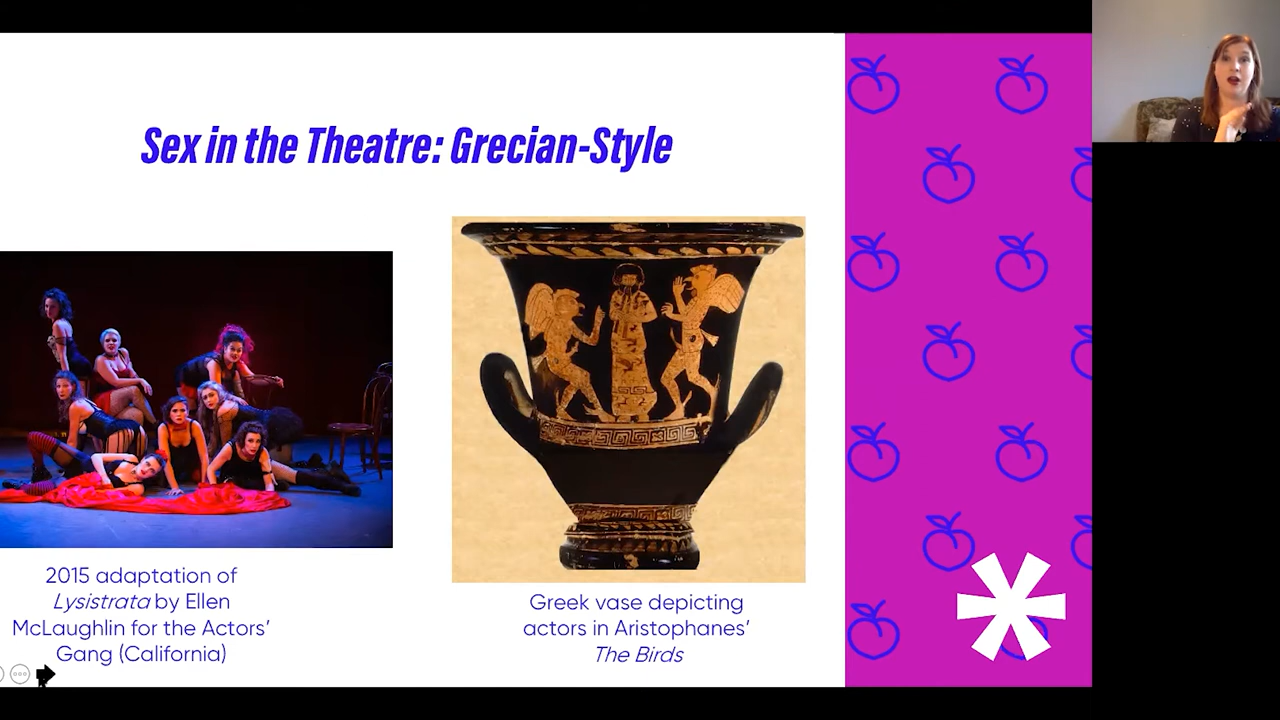 Sex in the Theatre: Grecian-Style
2015 adaptation of
Lysistrata by Ellen
McLaughlin for the Actors’
Gang (California)
Greek vase depicting
actors in Aristophanes’
The Birds